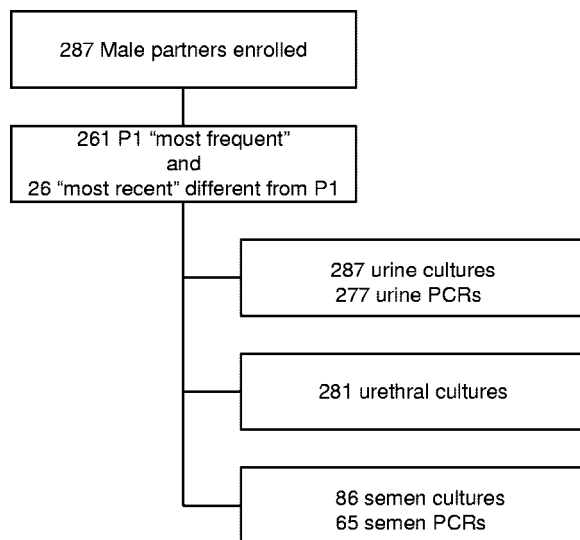 287 Male partners enrolled
261 P1 “most frequent”
and
26 “most recent” different from P1
287 urine cultures
277 urine PCRs
281 urethral cultures
86 semen cultures
65 semen PCRs